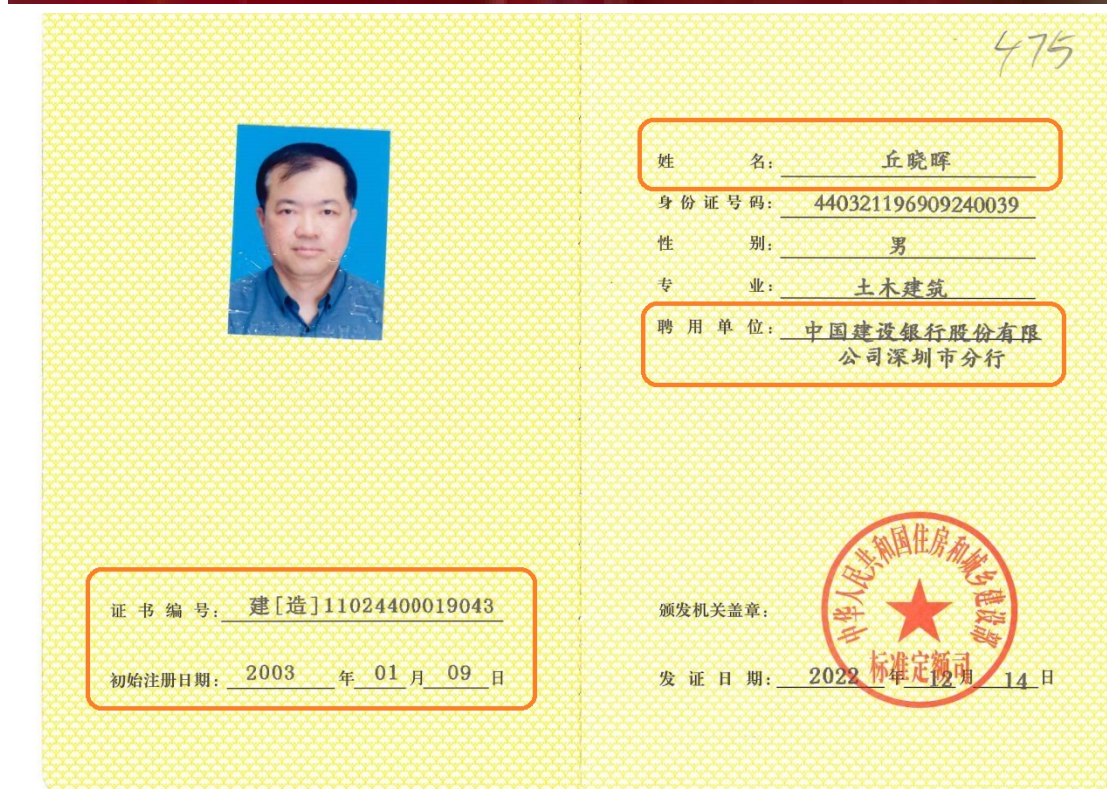 475
姓 名: 丘晓晖
身份证号码: 440321196909240039
性 别: 男
专 业: 土木建筑
聘用单位: 中国建设银行股份有限
公司深圳市分行
证书编号: 建[造]11024400019043
初始注册日期: 2003 年 01 月 09 日
颁发机关盖章:
中华人民共和国住房和城乡建设部
标准定额司
发证日期: 2022 年 12 月 14 日